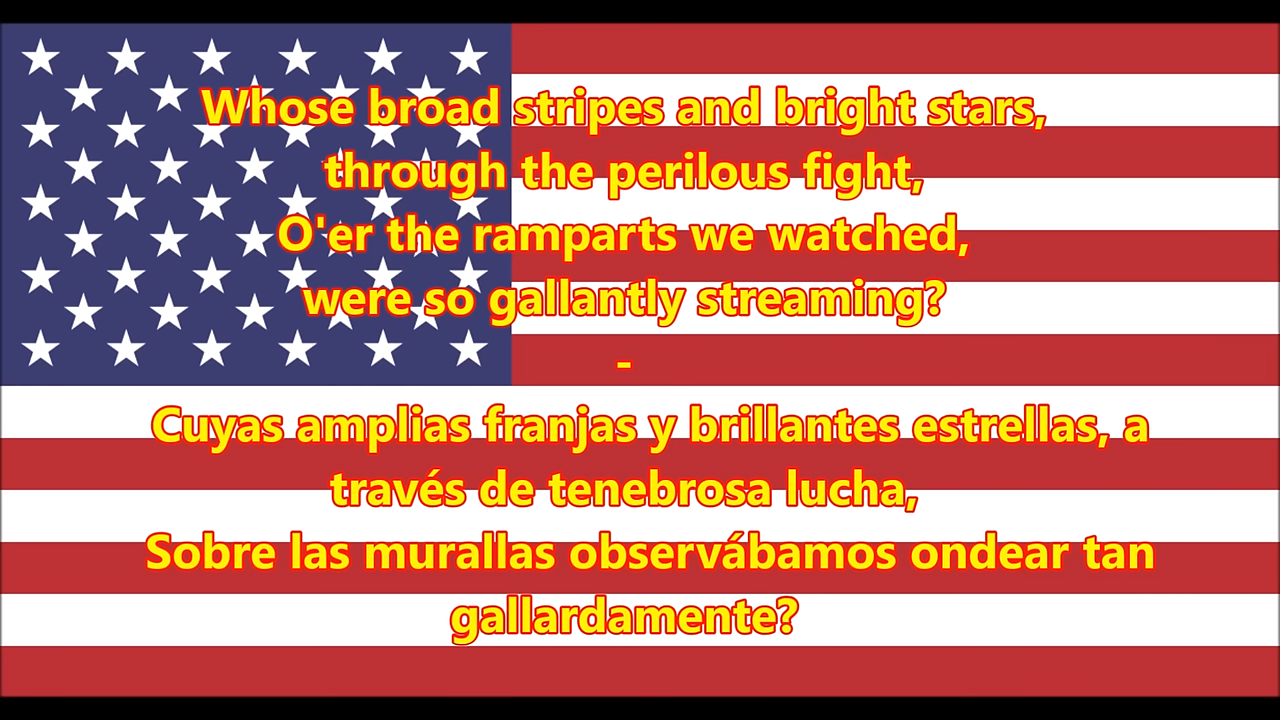 Whose broad stripes and bright stars,
through the perilous fight,
O'er the ramparts we watched,
were so gallantly streaming?
-
Cuyas amplias franjas y brillantes estrellas, a
través de tenebrosa lucha,
Sobre las murallas observábamos ondear tan
gallardamente?